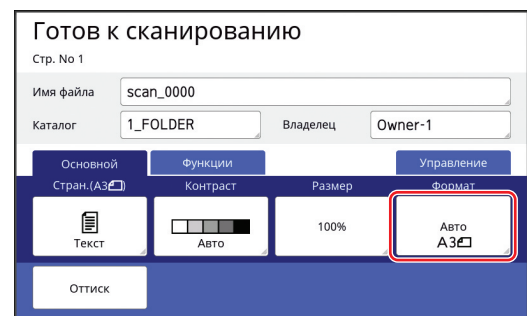 Готов к сканированию
Стр. No 1
Имя файла scan_0000
Каталог 1_FOLDER Владелец Owner-1
Основной Функции Управление
Стран.(A3) Контраст Размер Формат
Текст Авто 100% Авто
A3
Оттиск